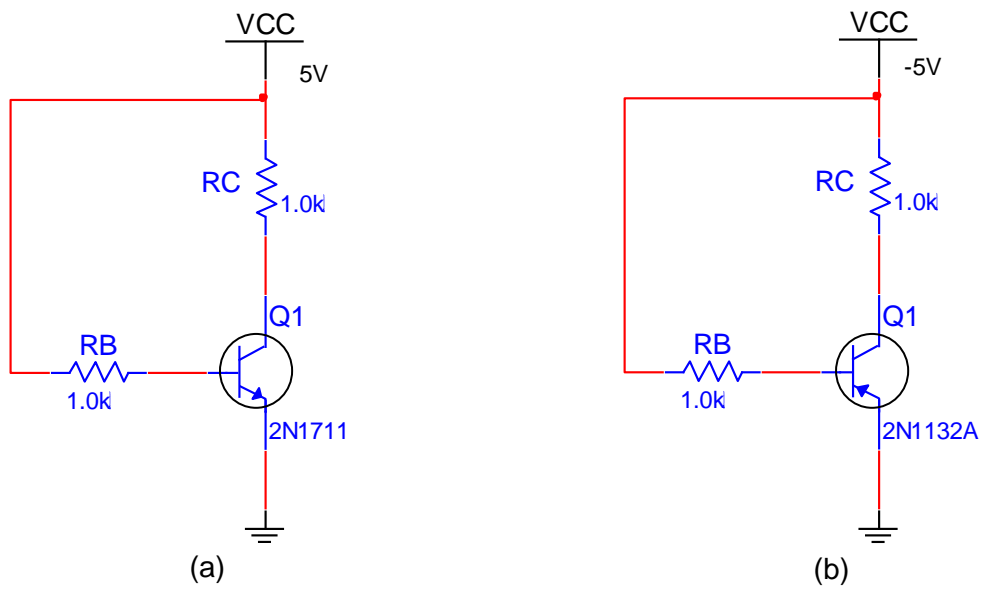 VCC
5V
RC
1.0k
Q1
RB
1.0k
2N1711
(a)
VCC
-5V
RC
1.0k
Q1
RB
1.0k
2N1132A
(b)